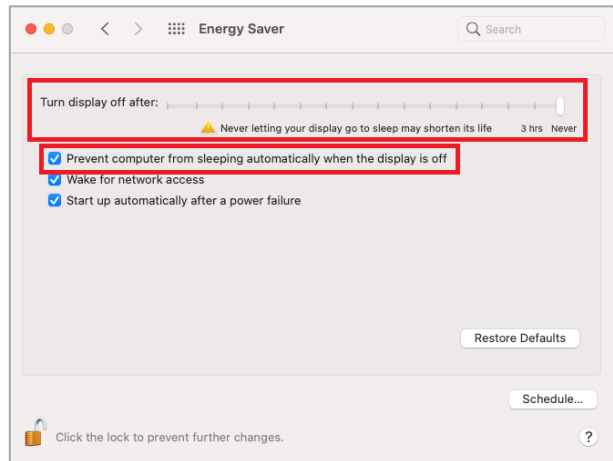 Energy Saver
Search
Turn display off after:
Never letting your display go to sleep may shorten its life 3 hrs Never
Prevent computer from sleeping automatically when the display is off
Wake for network access
Start up automatically after a power failure
Restore Defaults
Schedule...
Click the lock to prevent further changes.
?